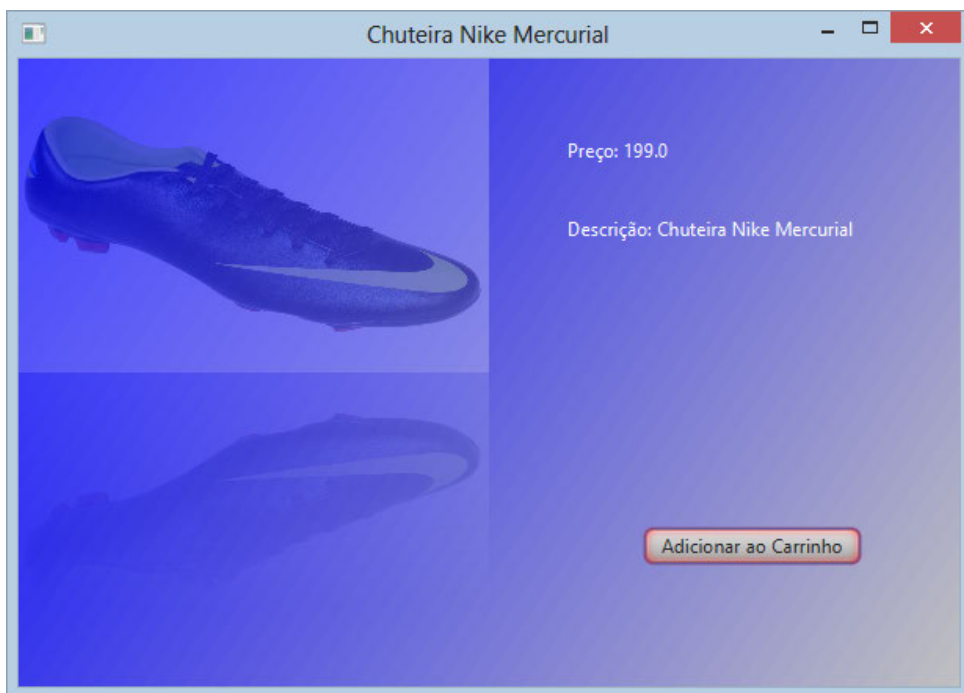 Chuteira Nike Mercurial
Preço: 199.0
Descrição: Chuteira Nike Mercurial
Adicionar ao Carrinho